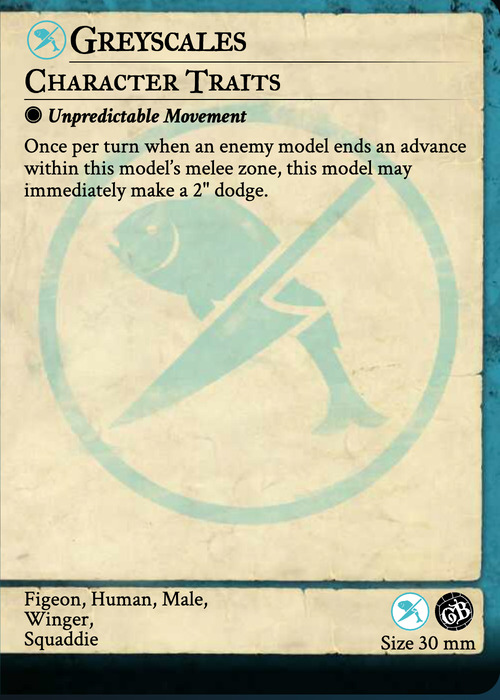 Greyscales
Character Traits
Unpredictable Movement
Once per turn when an enemy model ends an advance
within this model's melee zone, this model may
immediately make a 2" dodge.
Figeon, Human, Male,
Winger,
Squaddie
GB
Size 30 mm